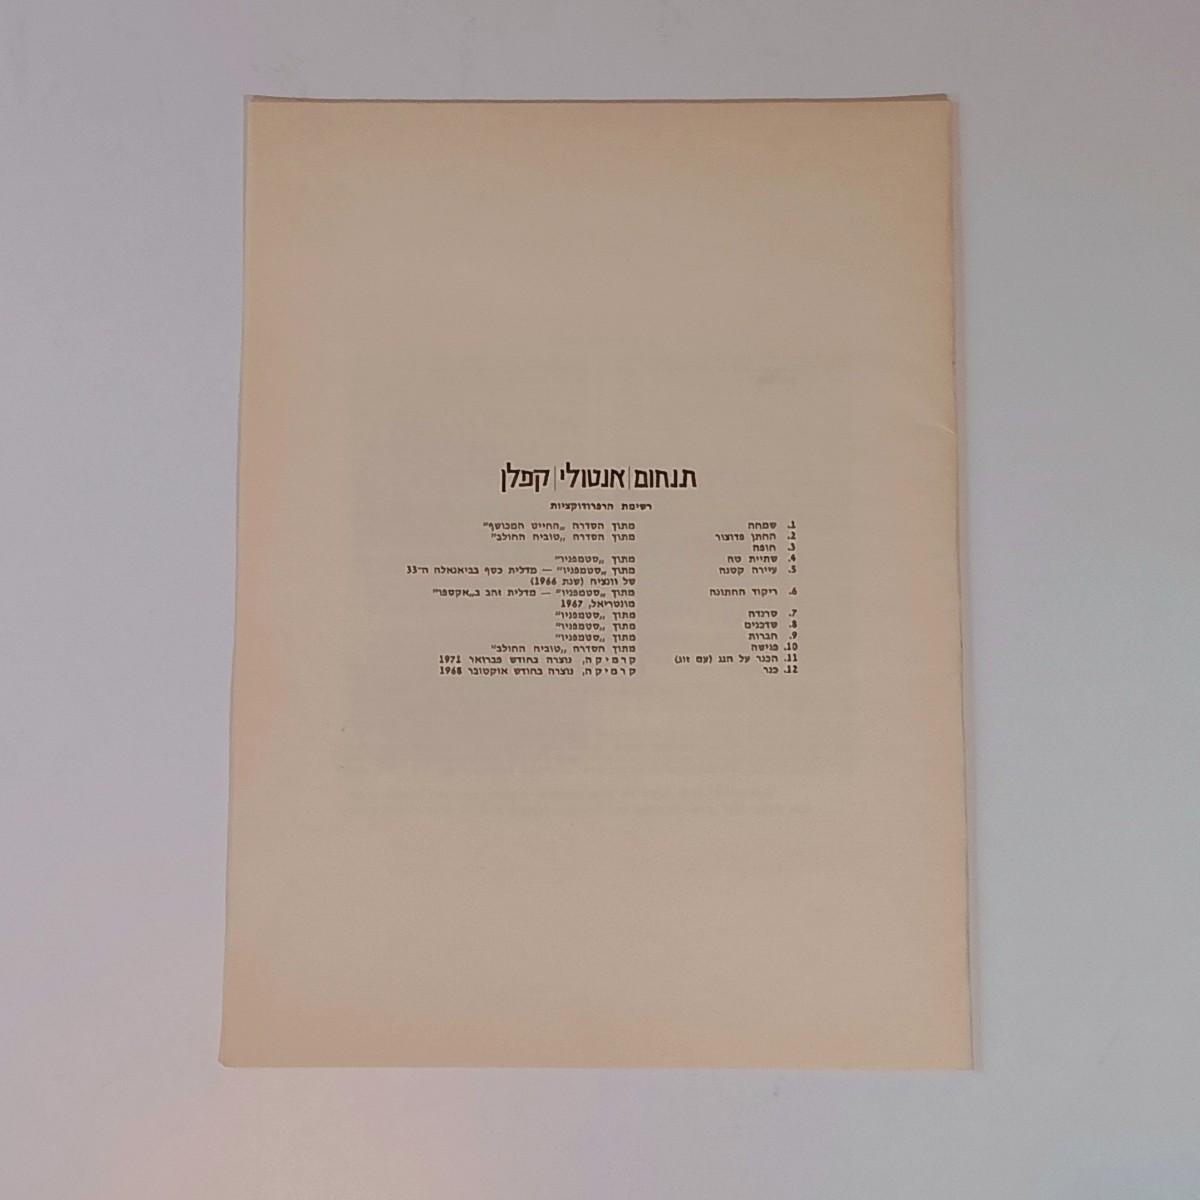 תנחום | אנטולי | קפלן
רשימת הרפרודוקציות
1. שמחה מתוך הסדרה „החייט המכושף”
2. החתן פדוצור מתוך הסדרה „טוביה החולב”
3. חופה
4. שתיית טה מתוך „סטמפניו”
5. עיירה קטנה מתוך „סטמפניו” — מדלית כסף בביאנאלה ה־33
של וונציה (שנת 1966)
6. ריקוד החתונה מתוך „סטמפניו” — מדלית זהב ב„אקספו”
מונטריאל, 1967
7. סרנדה מתוך „סטמפניו”
8. שדכנים מתוך „סטמפניו”
9. חברות מתוך „סטמפניו”
10. פגישה מתוך הסדרה „טוביה החולב”
11. הכנר על הגג (עם זוג) קרמיקה, נוצרה בחודש פברואר 1971
12. כנר קרמיקה, נוצרה בחודש אוקטובר 1968